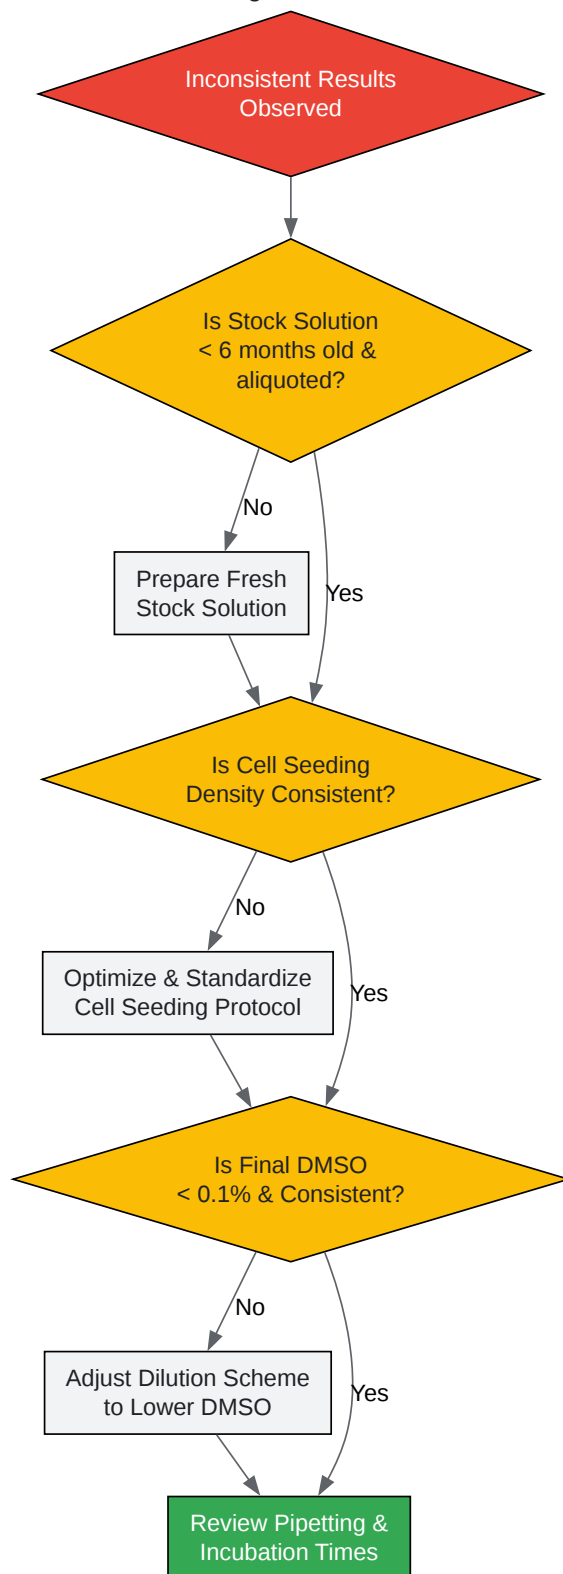 Inconsistent Results
Observed
Is Stock Solution
< 6 months old &
aliquoted?
No
Yes
Prepare Fresh
Stock Solution
Is Cell Seeding
Density Consistent?
No
Yes
Optimize & Standardize
Cell Seeding Protocol
Is Final DMSO
< 0.1% & Consistent?
No
Yes
Adjust Dilution Scheme
to Lower DMSO
Review Pipetting &
Incubation Times